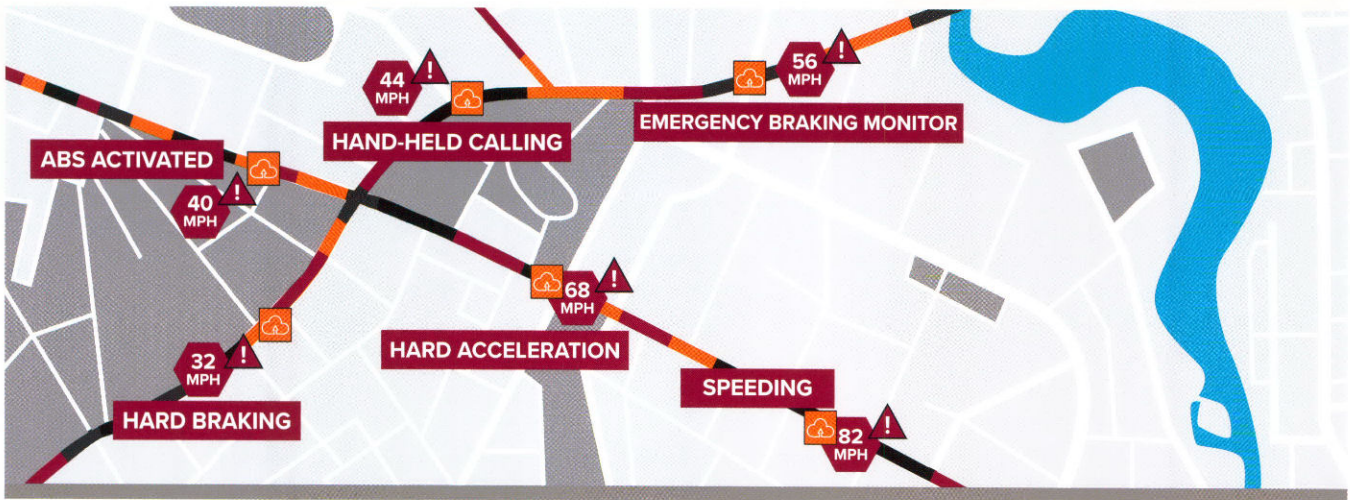 56
MPH
!
44
MPH
!
EMERGENCY BRAKING MONITOR
HAND-HELD CALLING
ABS ACTIVATED
40
MPH
!
68
MPH
!
HARD ACCELERATION
32
MPH
!
SPEEDING
HARD BRAKING
82
MPH
!